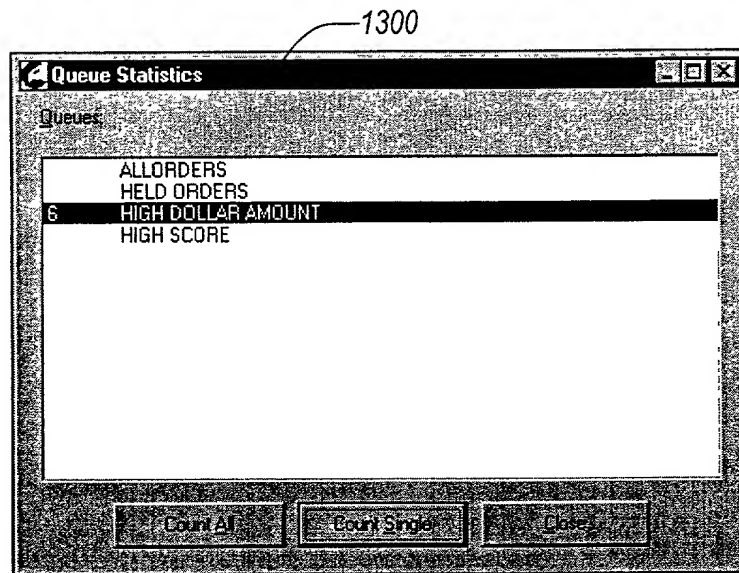 1300
Queue Statistics
Queues:
ALLORDERS
HELD ORDERS
6 HIGH DOLLAR AMOUNT
HIGH SCORE
Count All Count Single Close